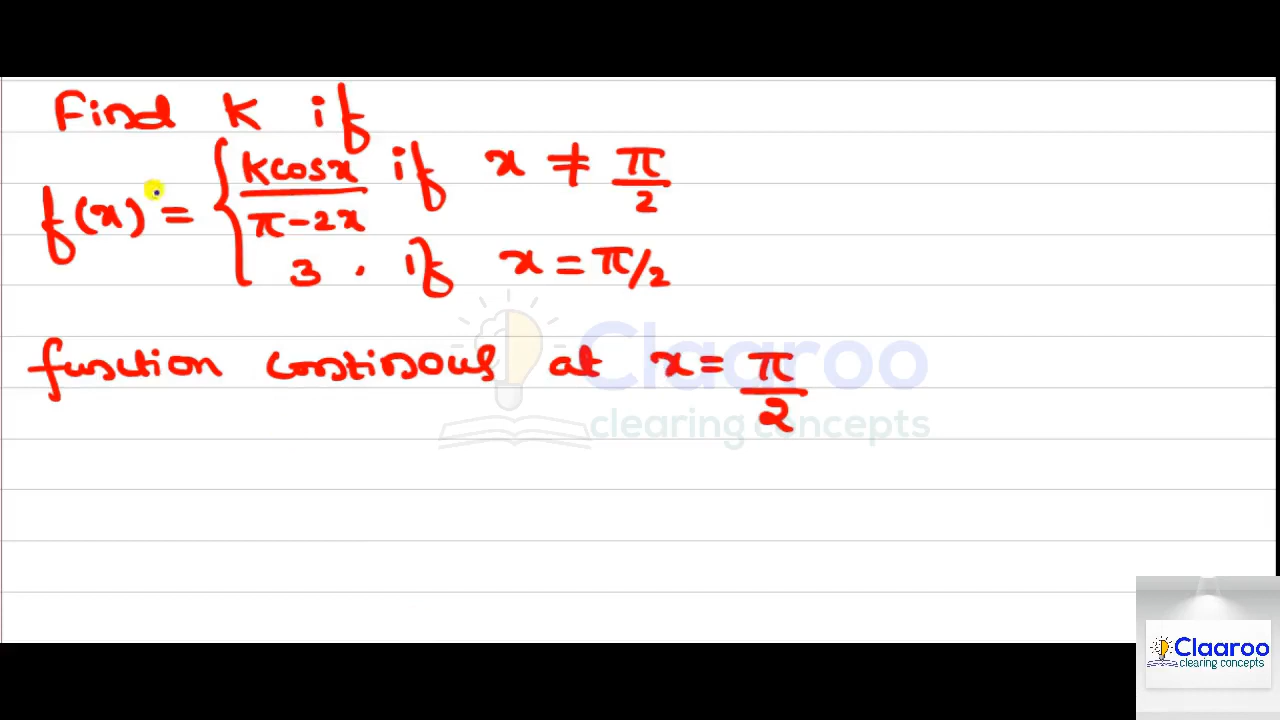 Find K if
f(x) = { kcosx / π-2x if x ≠ π/2
3 . if x = π/2
function continous at x = π/2
Claaroo
clearing concepts
Claaroo
clearing concepts